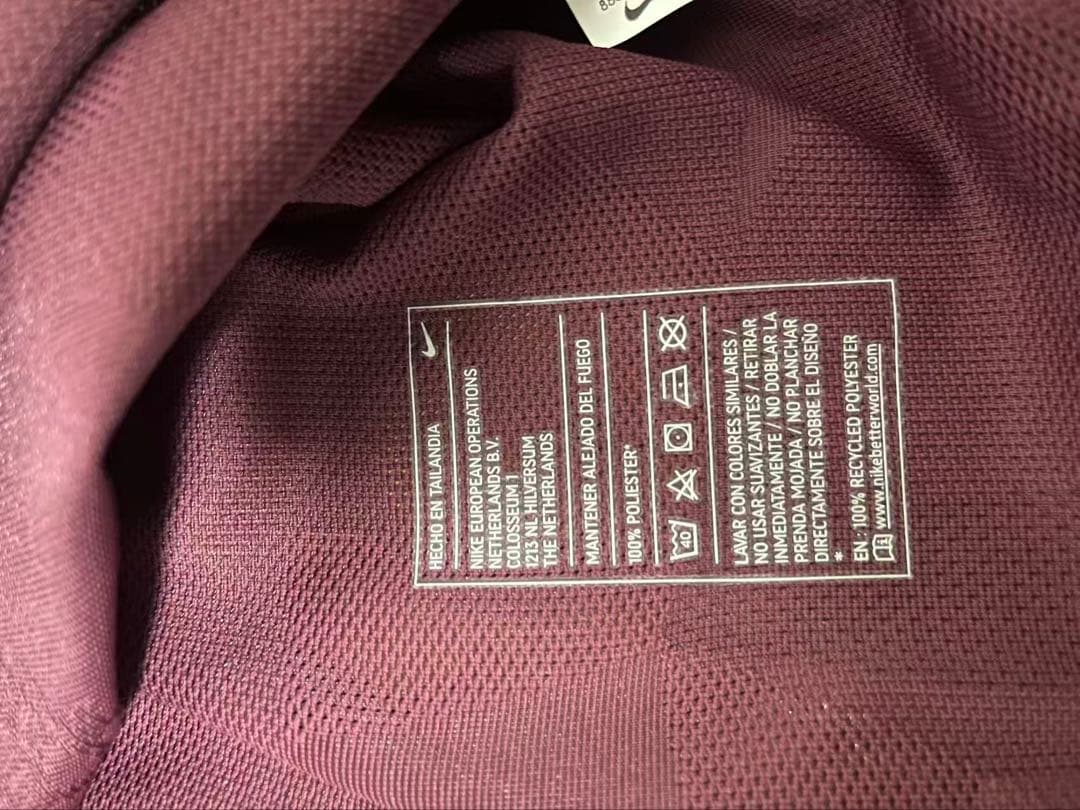 HECHO EN TAILANDIA
NIKE EUROPEAN OPERATIONS
NETHERLANDS B.V.
COLOSSEUM 1
1213 NL HILVERSUM
THE NETHERLANDS
MANTENER ALEJADO DEL FUEGO
100% POLIESTER*
40
LAVAR CON COLORES SIMILARES /
NO USAR SUAVIZANTES / RETIRAR
INMEDIATAMENTE / NO DOBLAR LA
PRENDA MOJADA / NO PLANCHAR
DIRECTAMENTE SOBRE EL DISEÑO
*
EN : 100% RECYCLED POLYESTER
www.nikebetterworld.com